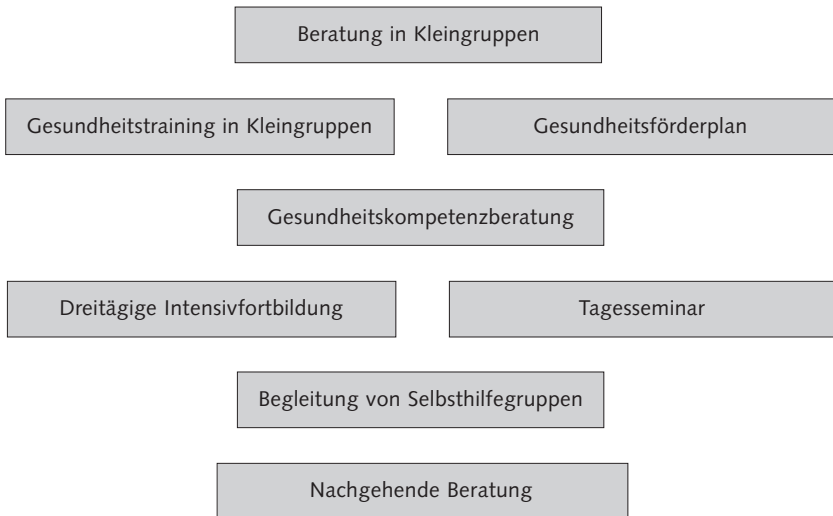 Beratung in Kleingruppen
Gesundheitstraining in Kleingruppen
Gesundheitsförderplan
Gesundheitskompetenzberatung
Dreitägige Intensivfortbildung
Tagesseminar
Begleitung von Selbsthilfegruppen
Nachgehende Beratung